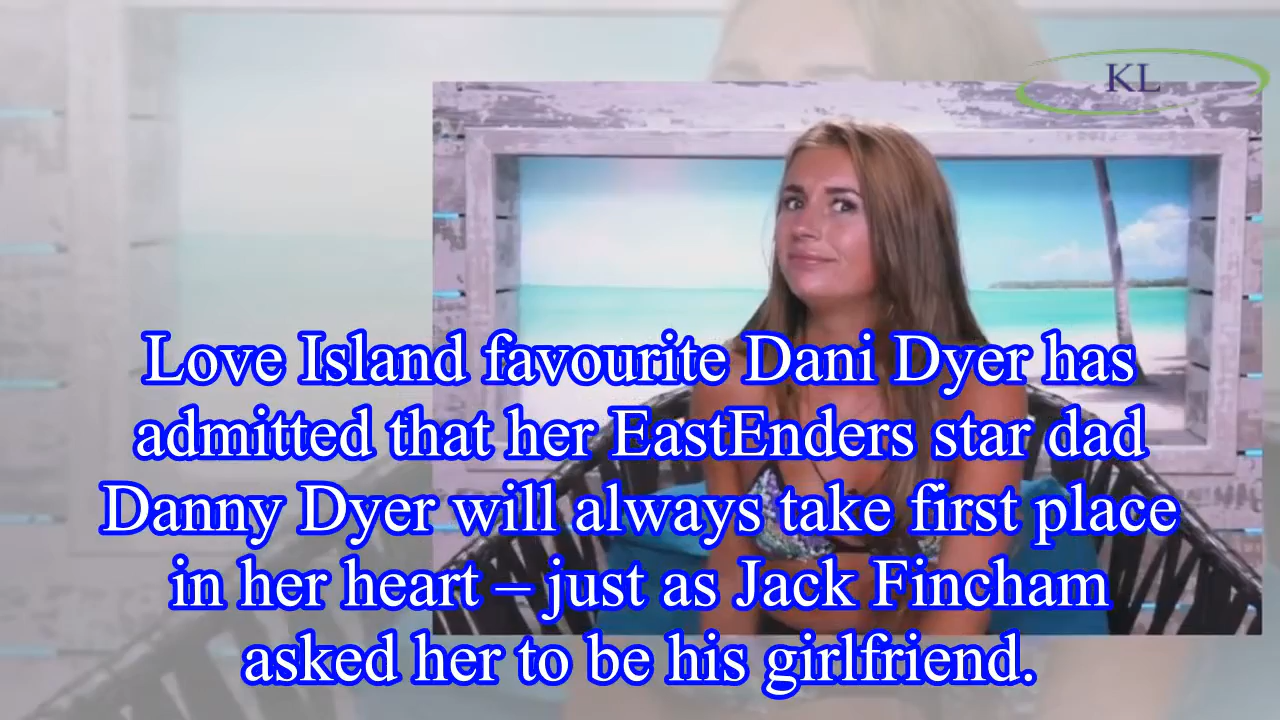 KL
Love Island favourite Dani Dyer has
admitted that her EastEnders star dad
Danny Dyer will always take first place
in her heart – just as Jack Fincham
asked her to be his girlfriend.